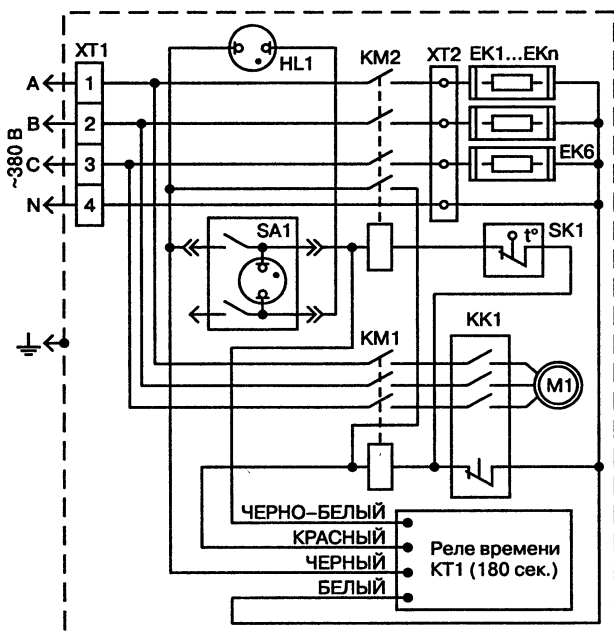 HL1
XT1
KM2
XT2
EK1...EKn
~380 В
A
1
B
2
C
3
EK6
N
4
SA1
t°
SK1
KM1
KK1
M1
ЧЕРНО-БЕЛЫЙ
КРАСНЫЙ
ЧЕРНЫЙ
БЕЛЫЙ
Реле времени
КТ1 (180 сек.)